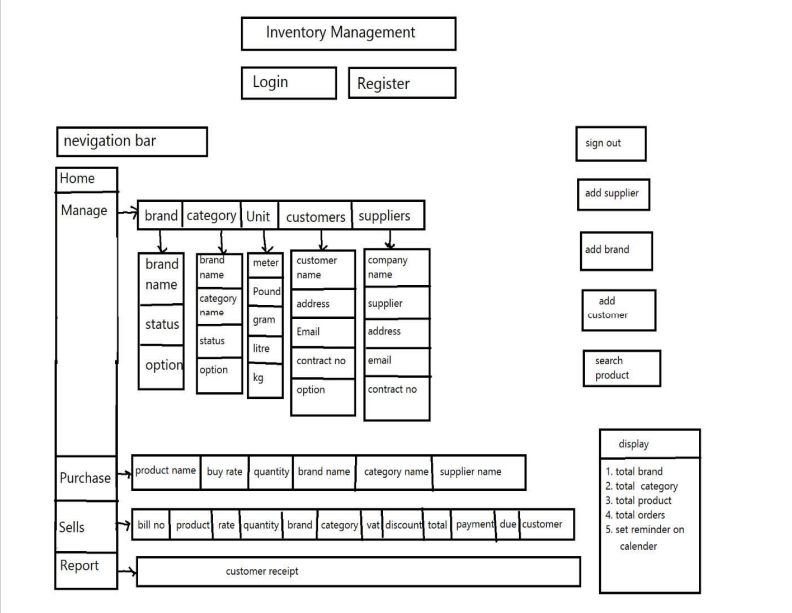 Inventory Management
Login
Register
nevigation bar
sign out
Home
Manage
brand
category
Unit
customers
suppliers
brand
name
status
option
brand
name
category
name
status
option
meter
Pound
gram
litre
kg
customer
name
address
Email
contract no
option
company
name
supplier
address
email
contract no
add supplier
add brand
add
customer
search
product
Purchase
product name
buy rate
quantity
brand name
category name
supplier name
Sells
bill no
product
rate
quantity
brand
category
vat
discount
total
payment
due
customer
Report
customer receipt
display
1. total brand
2. total category
3. total product
4. total orders
5. set reminder on
calender